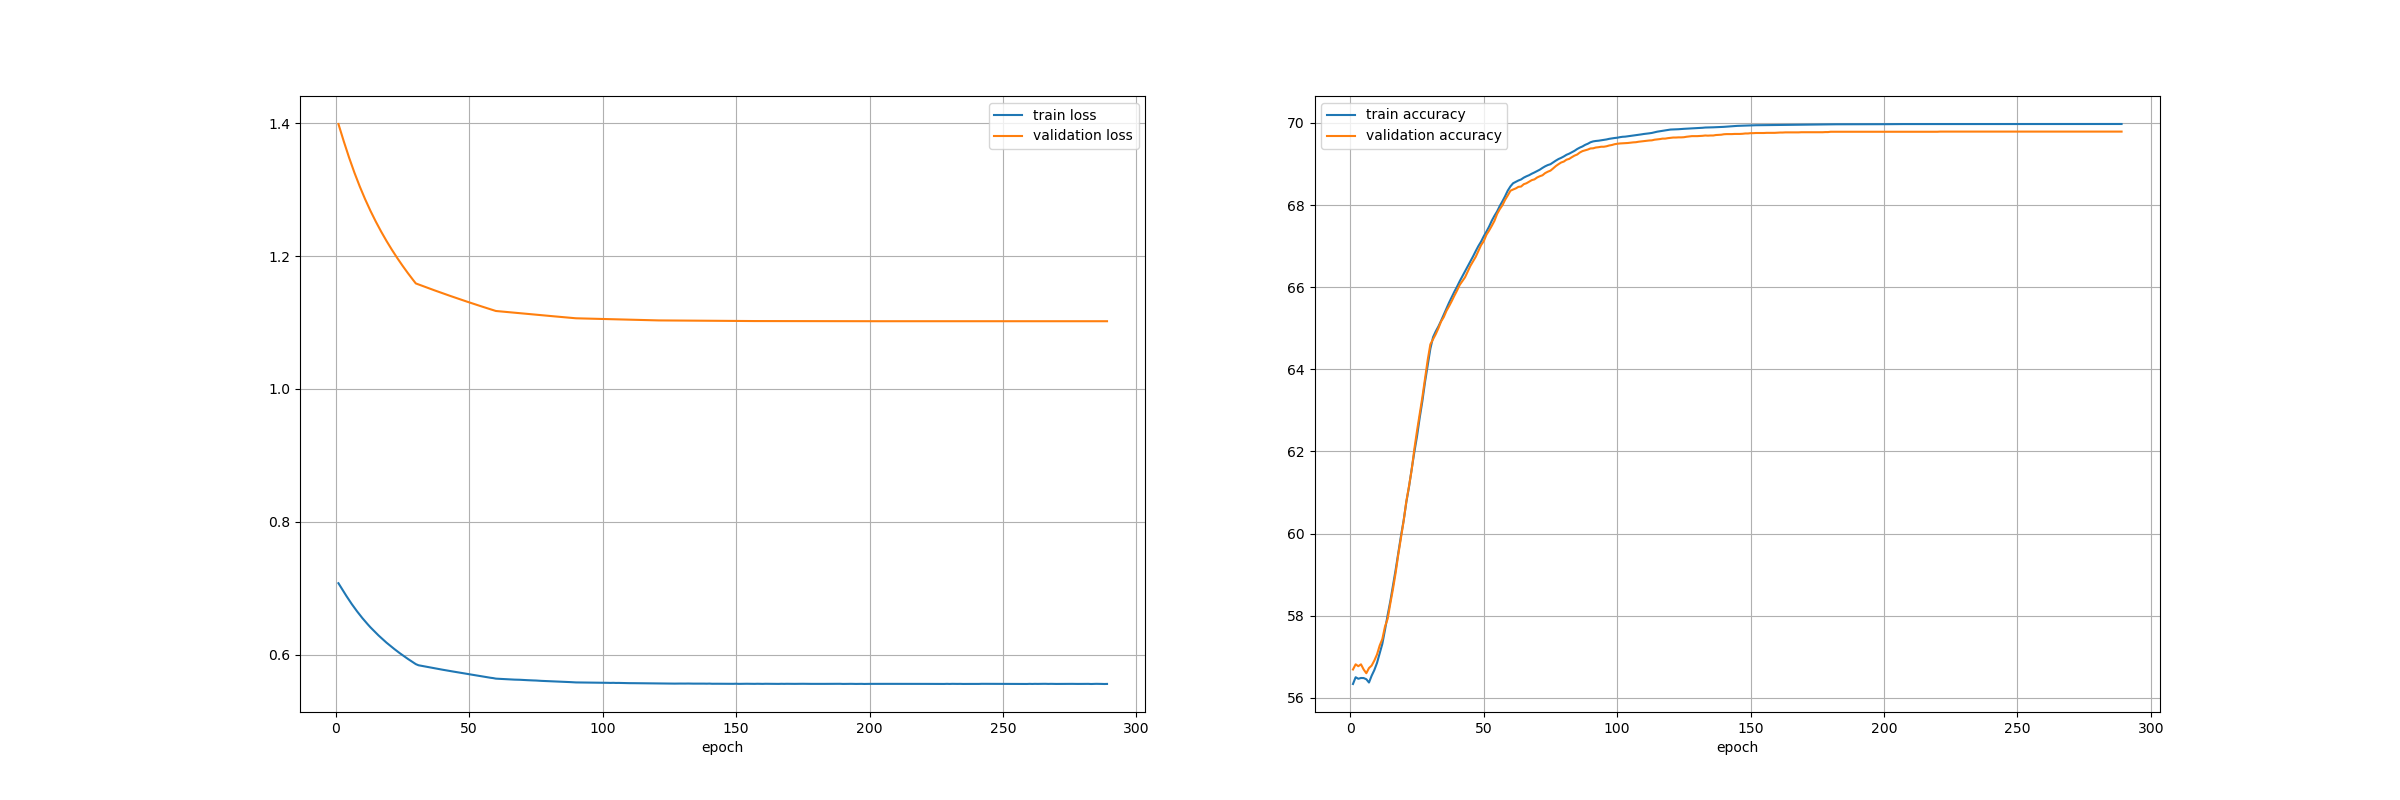 train loss
validation loss
1.4
1.2
1.0
0.8
0.6
0 50 100 150 200 250 300
epoch
train accuracy
validation accuracy
70
68
66
64
62
60
58
56
0 50 100 150 200 250 300
epoch